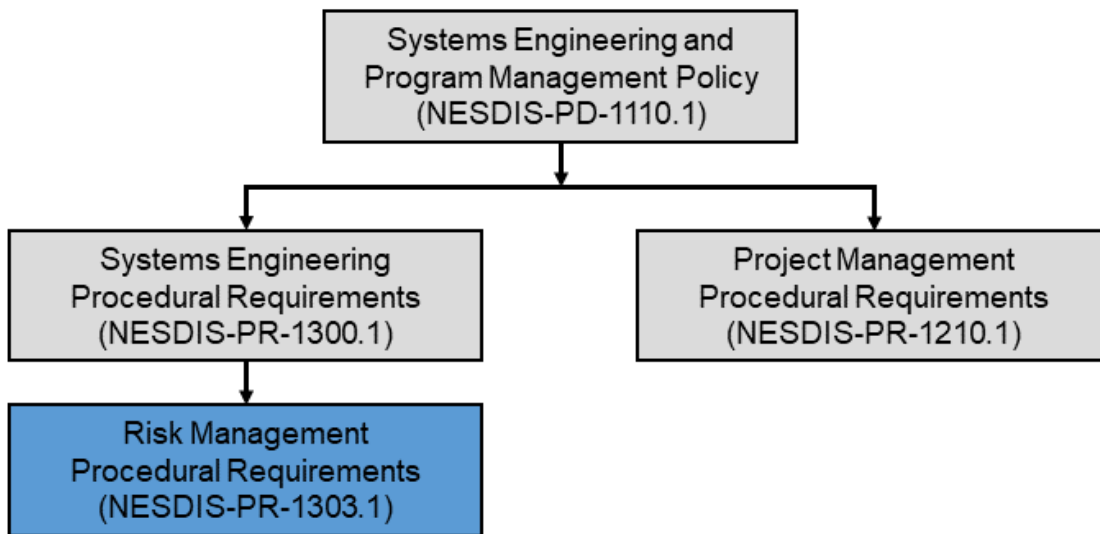 Systems Engineering and
Program Management Policy
(NESDIS-PD-1110.1)
Systems Engineering
Procedural Requirements
(NESDIS-PR-1300.1)
Project Management
Procedural Requirements
(NESDIS-PR-1210.1)
Risk Management
Procedural Requirements
(NESDIS-PR-1303.1)